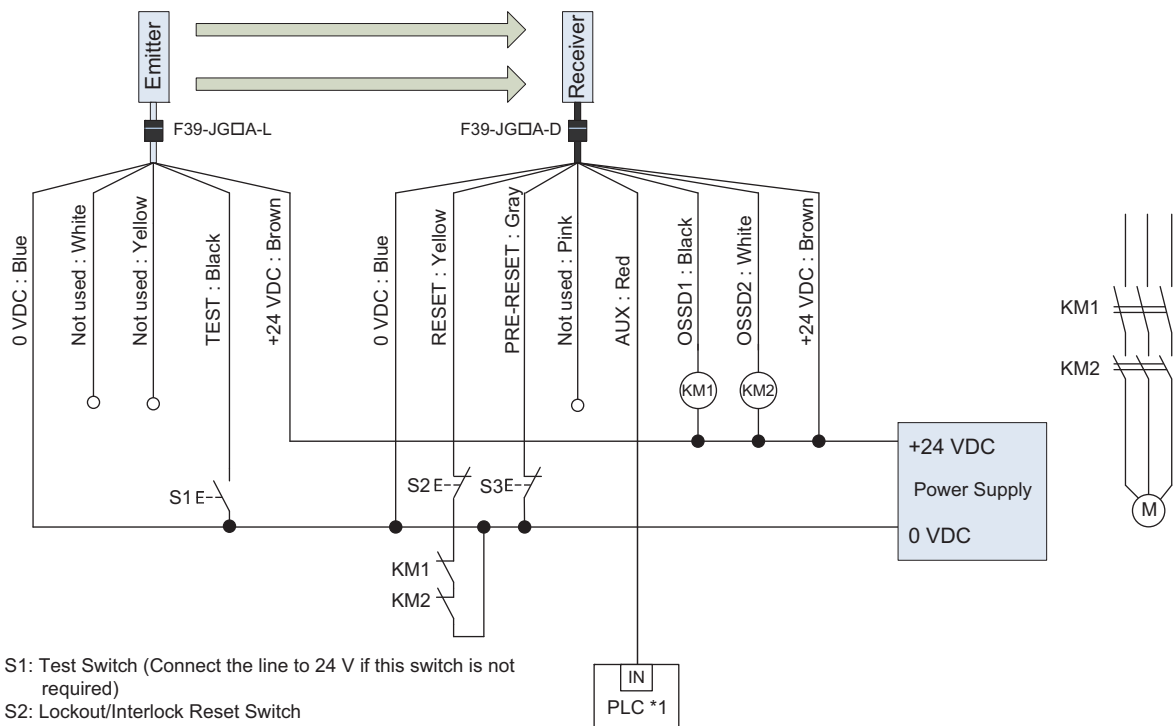 Emitter
Receiver
F39-JG□A-L
F39-JG□A-D
0 VDC : Blue
Not used : White
Not used : Yellow
TEST : Black
+24 VDC : Brown
0 VDC : Blue
RESET : Yellow
PRE-RESET : Gray
Not used : Pink
AUX : Red
OSSD1 : Black
OSSD2 : White
+24 VDC : Brown
KM1
KM2
KM1
KM2
M
+24 VDC
Power Supply
0 VDC
S1
E
S2
E
S3
E
KM1
KM2
IN
PLC *1
S1: Test Switch (Connect the line to 24 V if this switch is not
required)
S2: Lockout/Interlock Reset Switch